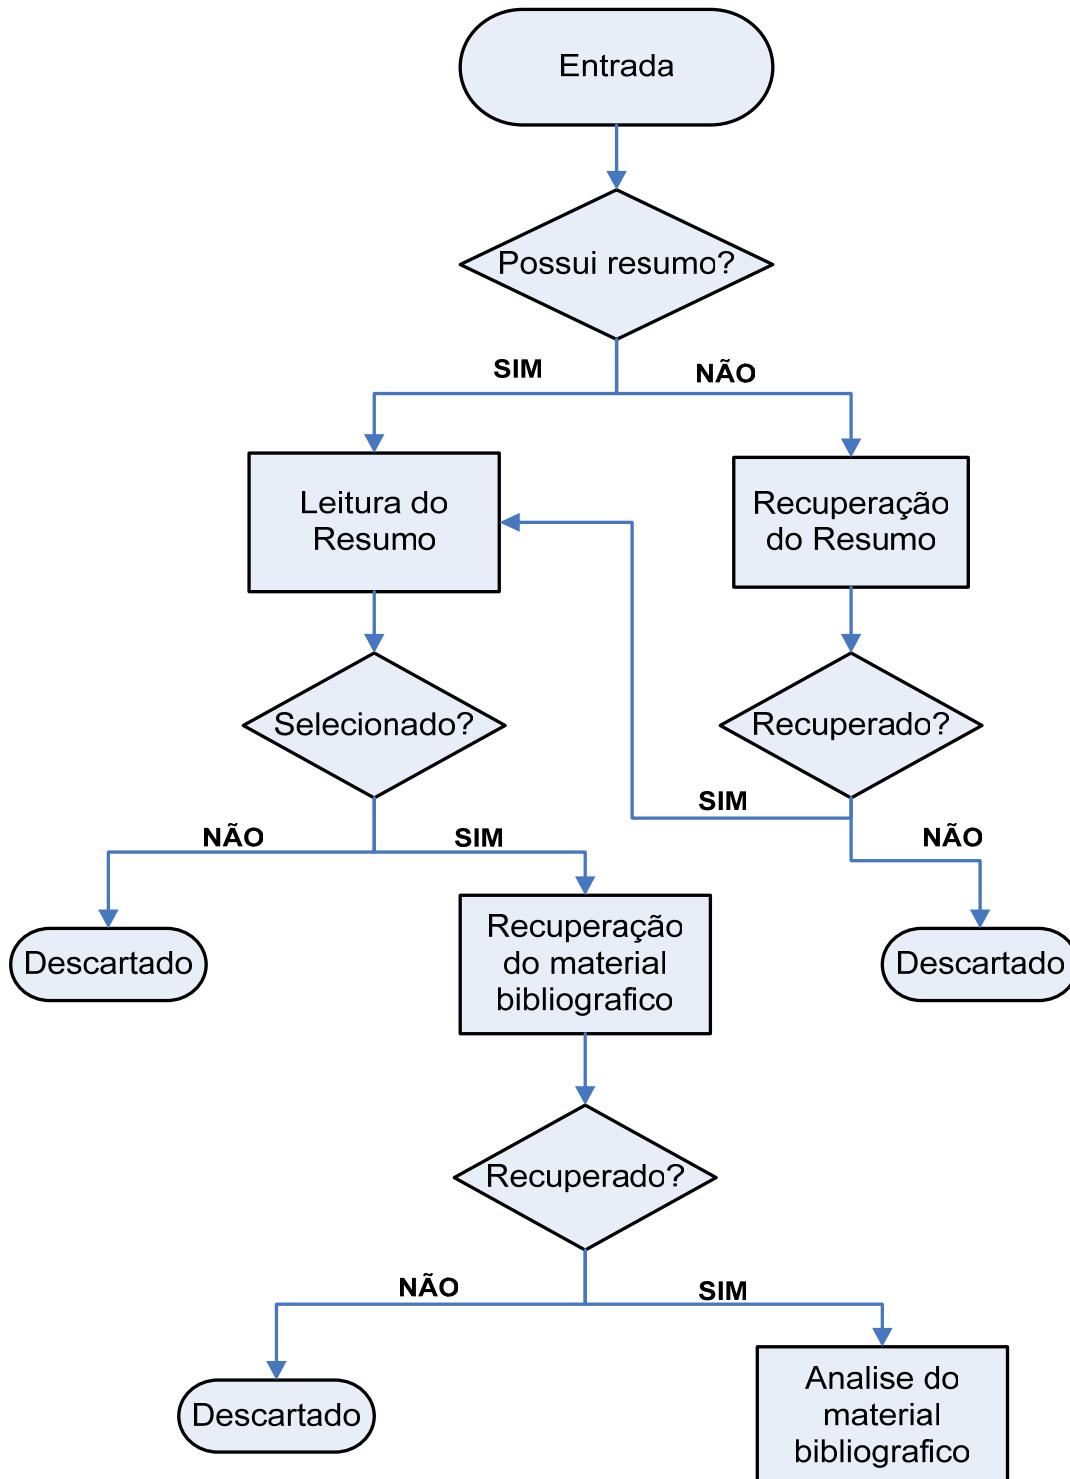 Entrada
Possui resumo?
SIM
NÃO
Leitura do
Resumo
Recuperação
do Resumo
Selecionado?
Recuperado?
SIM
NÃO
SIM
NÃO
Descartado
Recuperação
do material
bibliografico
Descartado
Recuperado?
NÃO
SIM
Descartado
Analise do
material
bibliografico